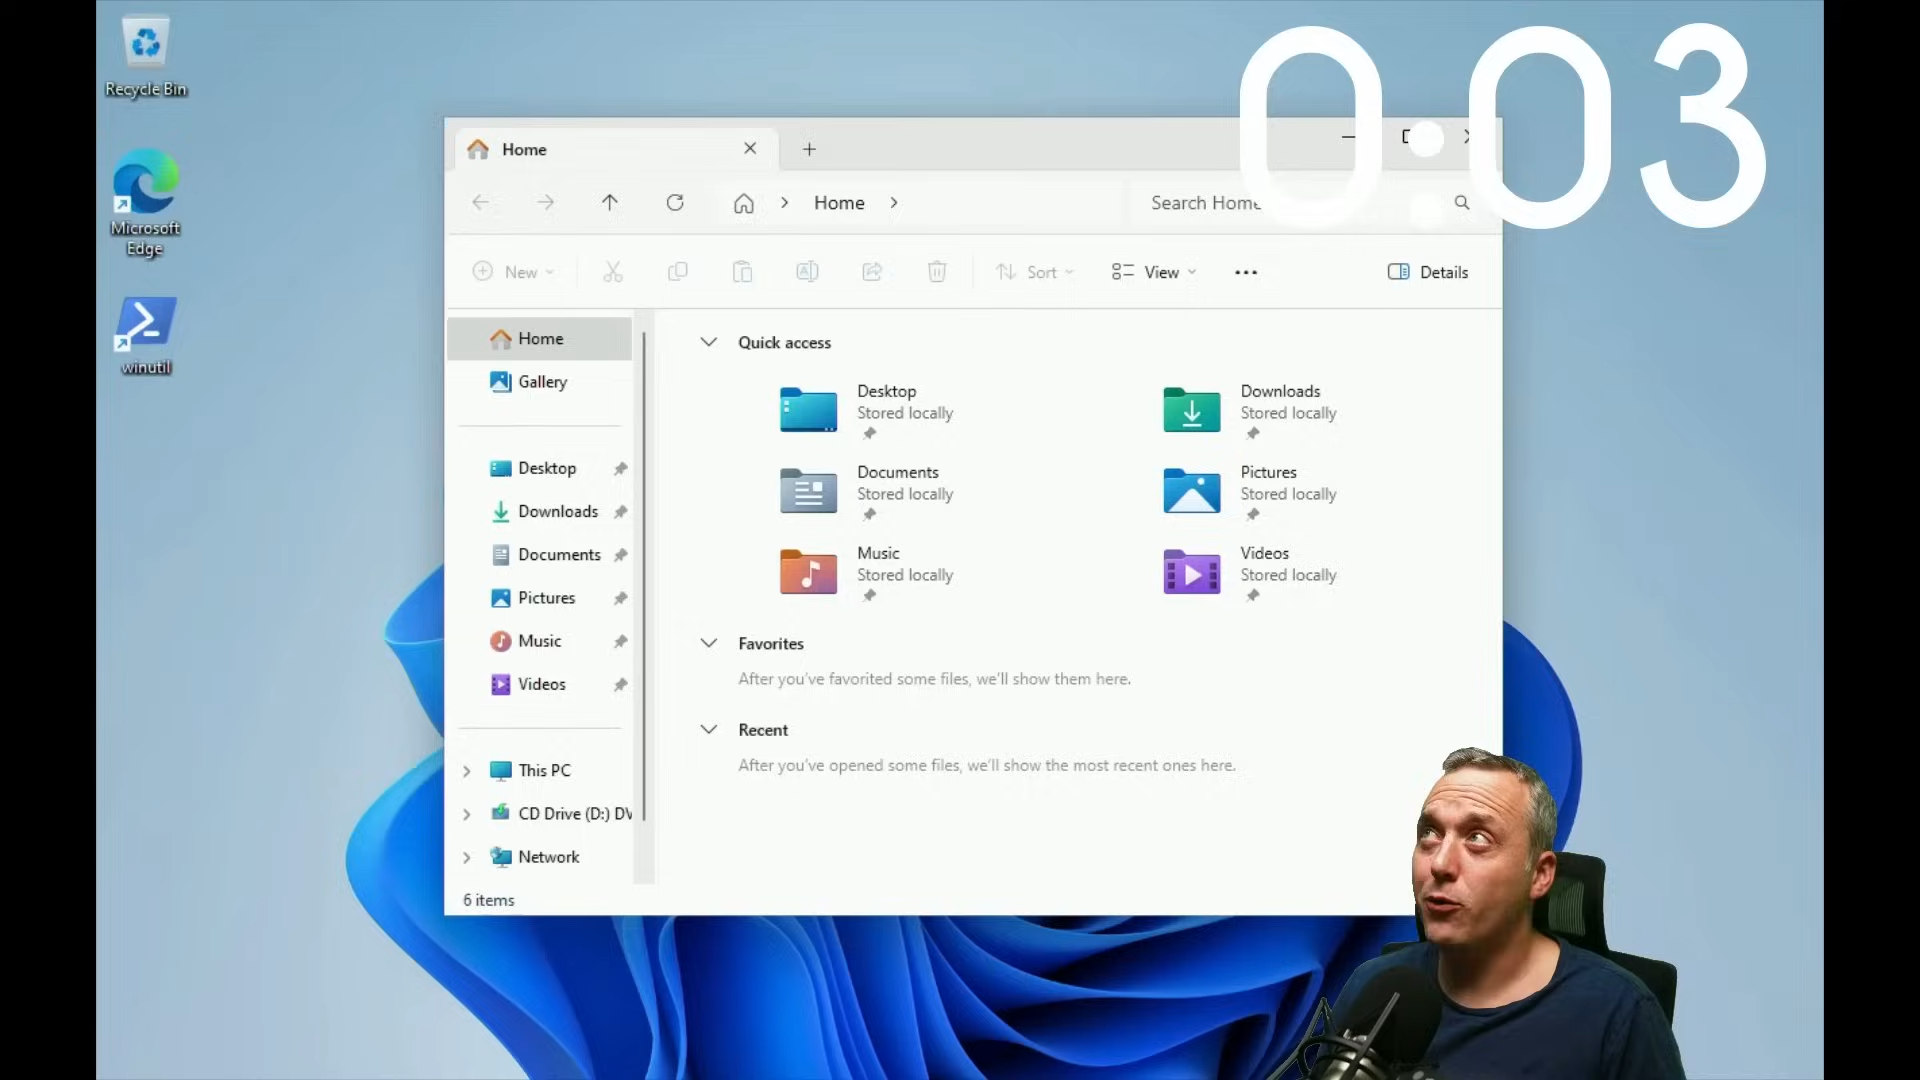 Recycle Bin
Microsoft
Edge
winutil
0:03
Home
Home
Search Home
New
Sort
View
Details
Home
Gallery
Desktop
Downloads
Documents
Pictures
Music
Videos
This PC
CD Drive (D:) DV
Network
6 items
Quick access
Desktop
Stored locally
Downloads
Stored locally
Documents
Stored locally
Pictures
Stored locally
Music
Stored locally
Videos
Stored locally
Favorites
After you've favorited some files, we'll show them here.
Recent
After you've opened some files, we'll show the most recent ones here.